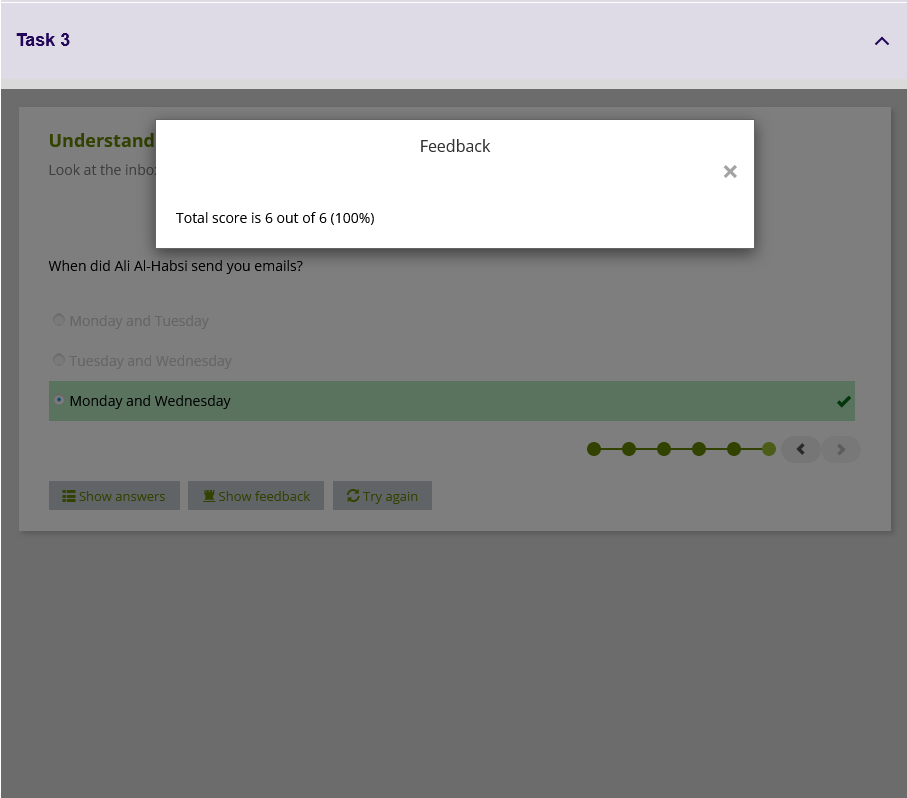 Task 3
Feedback
Understand
Look at the inbo
Total score is 6 out of 6 (100%)
When did Ali Al-Habsi send you emails?
Monday and Tuesday
Tuesday and Wednesday
Monday and Wednesday
Show answers
Show feedback
Try again